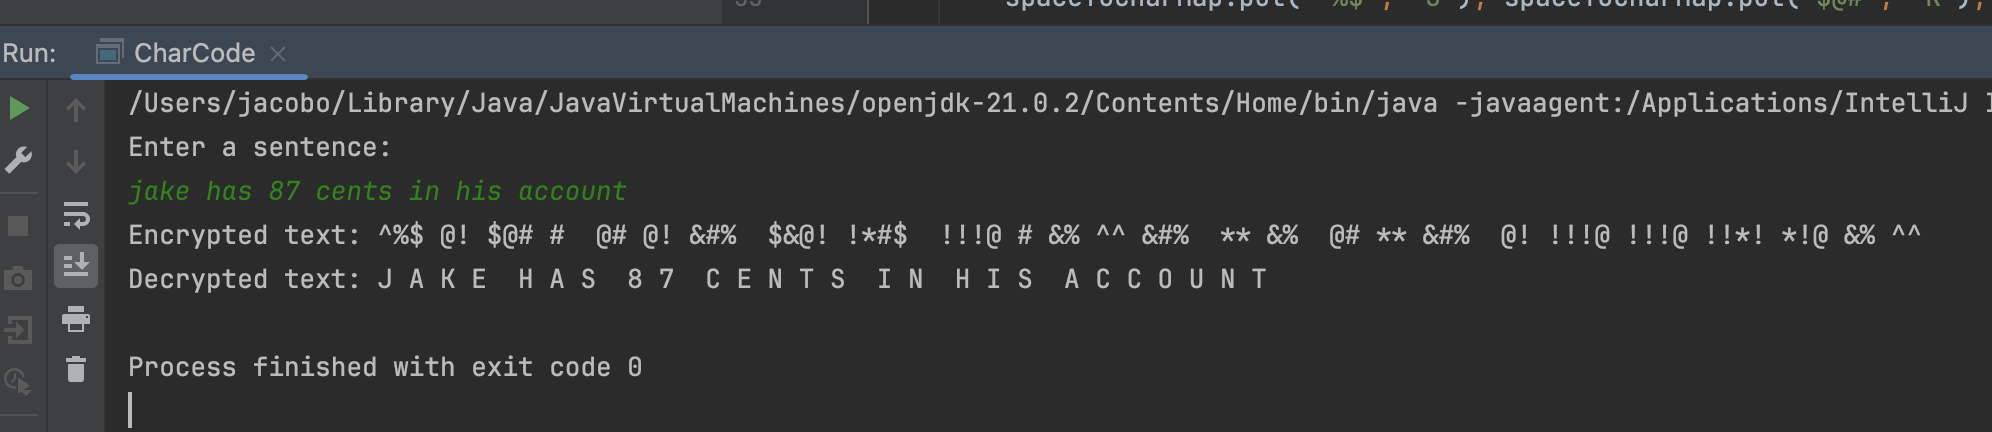 Run: CharCode
/Users/jacobo/Library/Java/JavaVirtualMachines/openjdk-21.0.2/Contents/Home/bin/java -javaagent:/Applications/IntelliJ
Enter a sentence:
jake has 87 cents in his account
Encrypted text: ^%$ @! $@# #  @# @! &#%  $&@! !*#$  !!!@ # &% ^^ &#%  ** &%  @# ** &#%  @! !!!@ !!!@ !!*! *!@ &% ^^
Decrypted text: J A K E  H A S  8 7  C E N T S  I N  H I S  A C C O U N T
Process finished with exit code 0